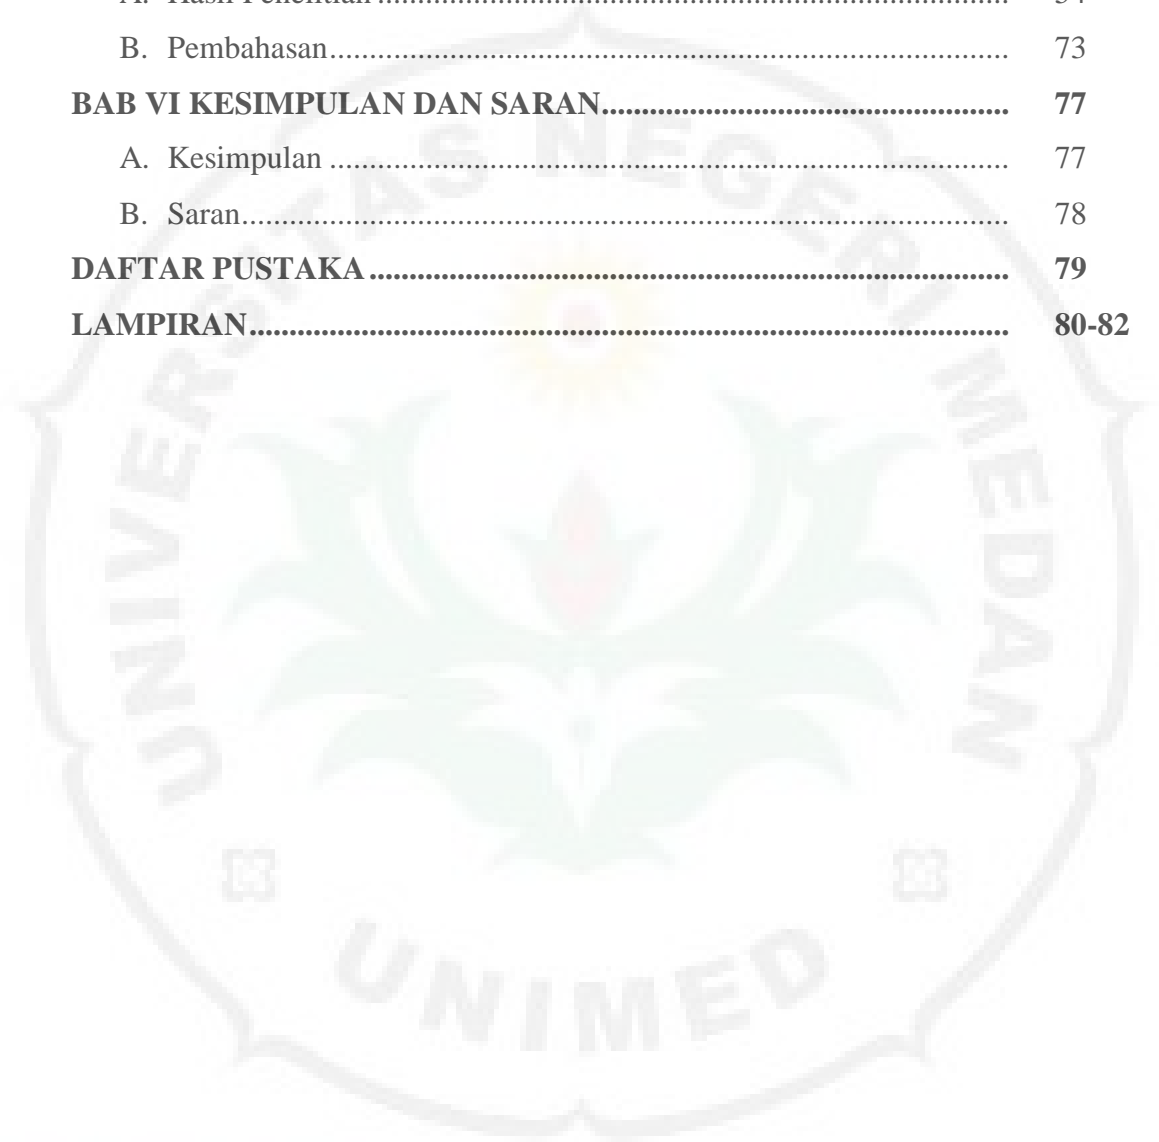 B. Pembahasan..................................................................................... 73
BAB VI KESIMPULAN DAN SARAN................................................... 77
A. Kesimpulan ..................................................................................... 77
B. Saran................................................................................................ 78
DAFTAR PUSTAKA................................................................................ 79
LAMPIRAN............................................................................................... 80-82
UNIVERSITAS NEGERI MEDAN
UNIMED